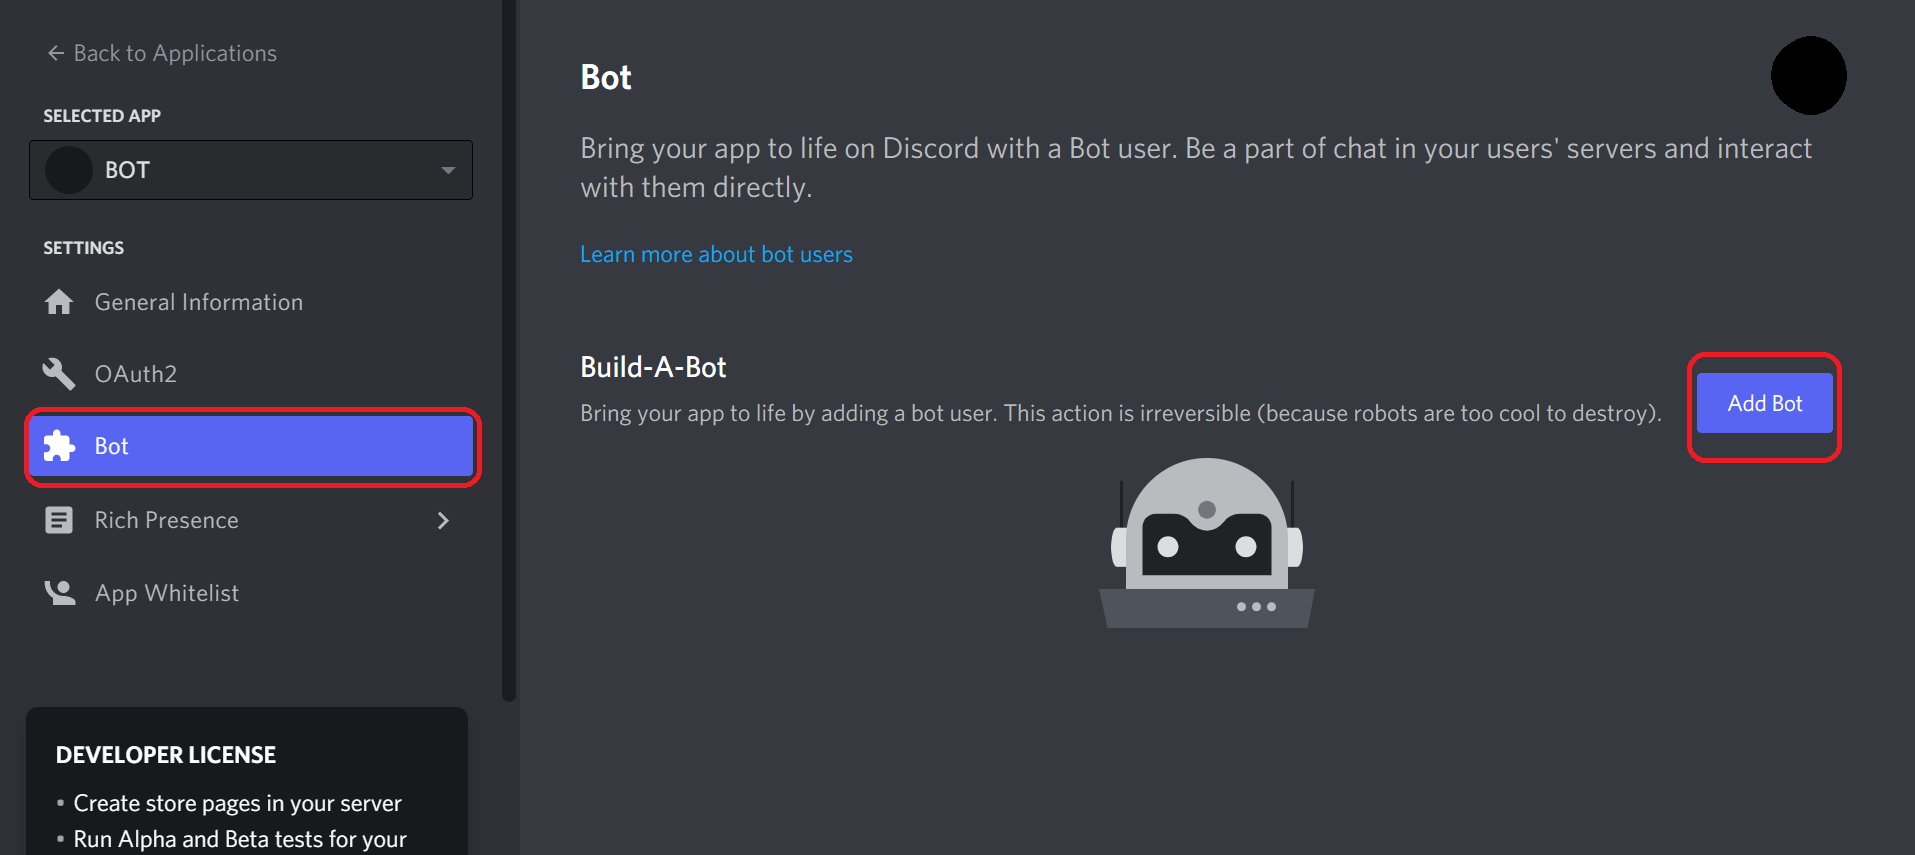 Back to Applications
SELECTED APP
BOT
SETTINGS
General Information
OAuth2
Bot
Rich Presence
App Whitelist
DEVELOPER LICENSE
• Create store pages in your server
• Run Alpha and Beta tests for your
Bot
Bring your app to life on Discord with a Bot user. Be a part of chat in your users' servers and interact
with them directly.
Learn more about bot users
Build-A-Bot
Bring your app to life by adding a bot user. This action is irreversible (because robots are too cool to destroy).
Add Bot